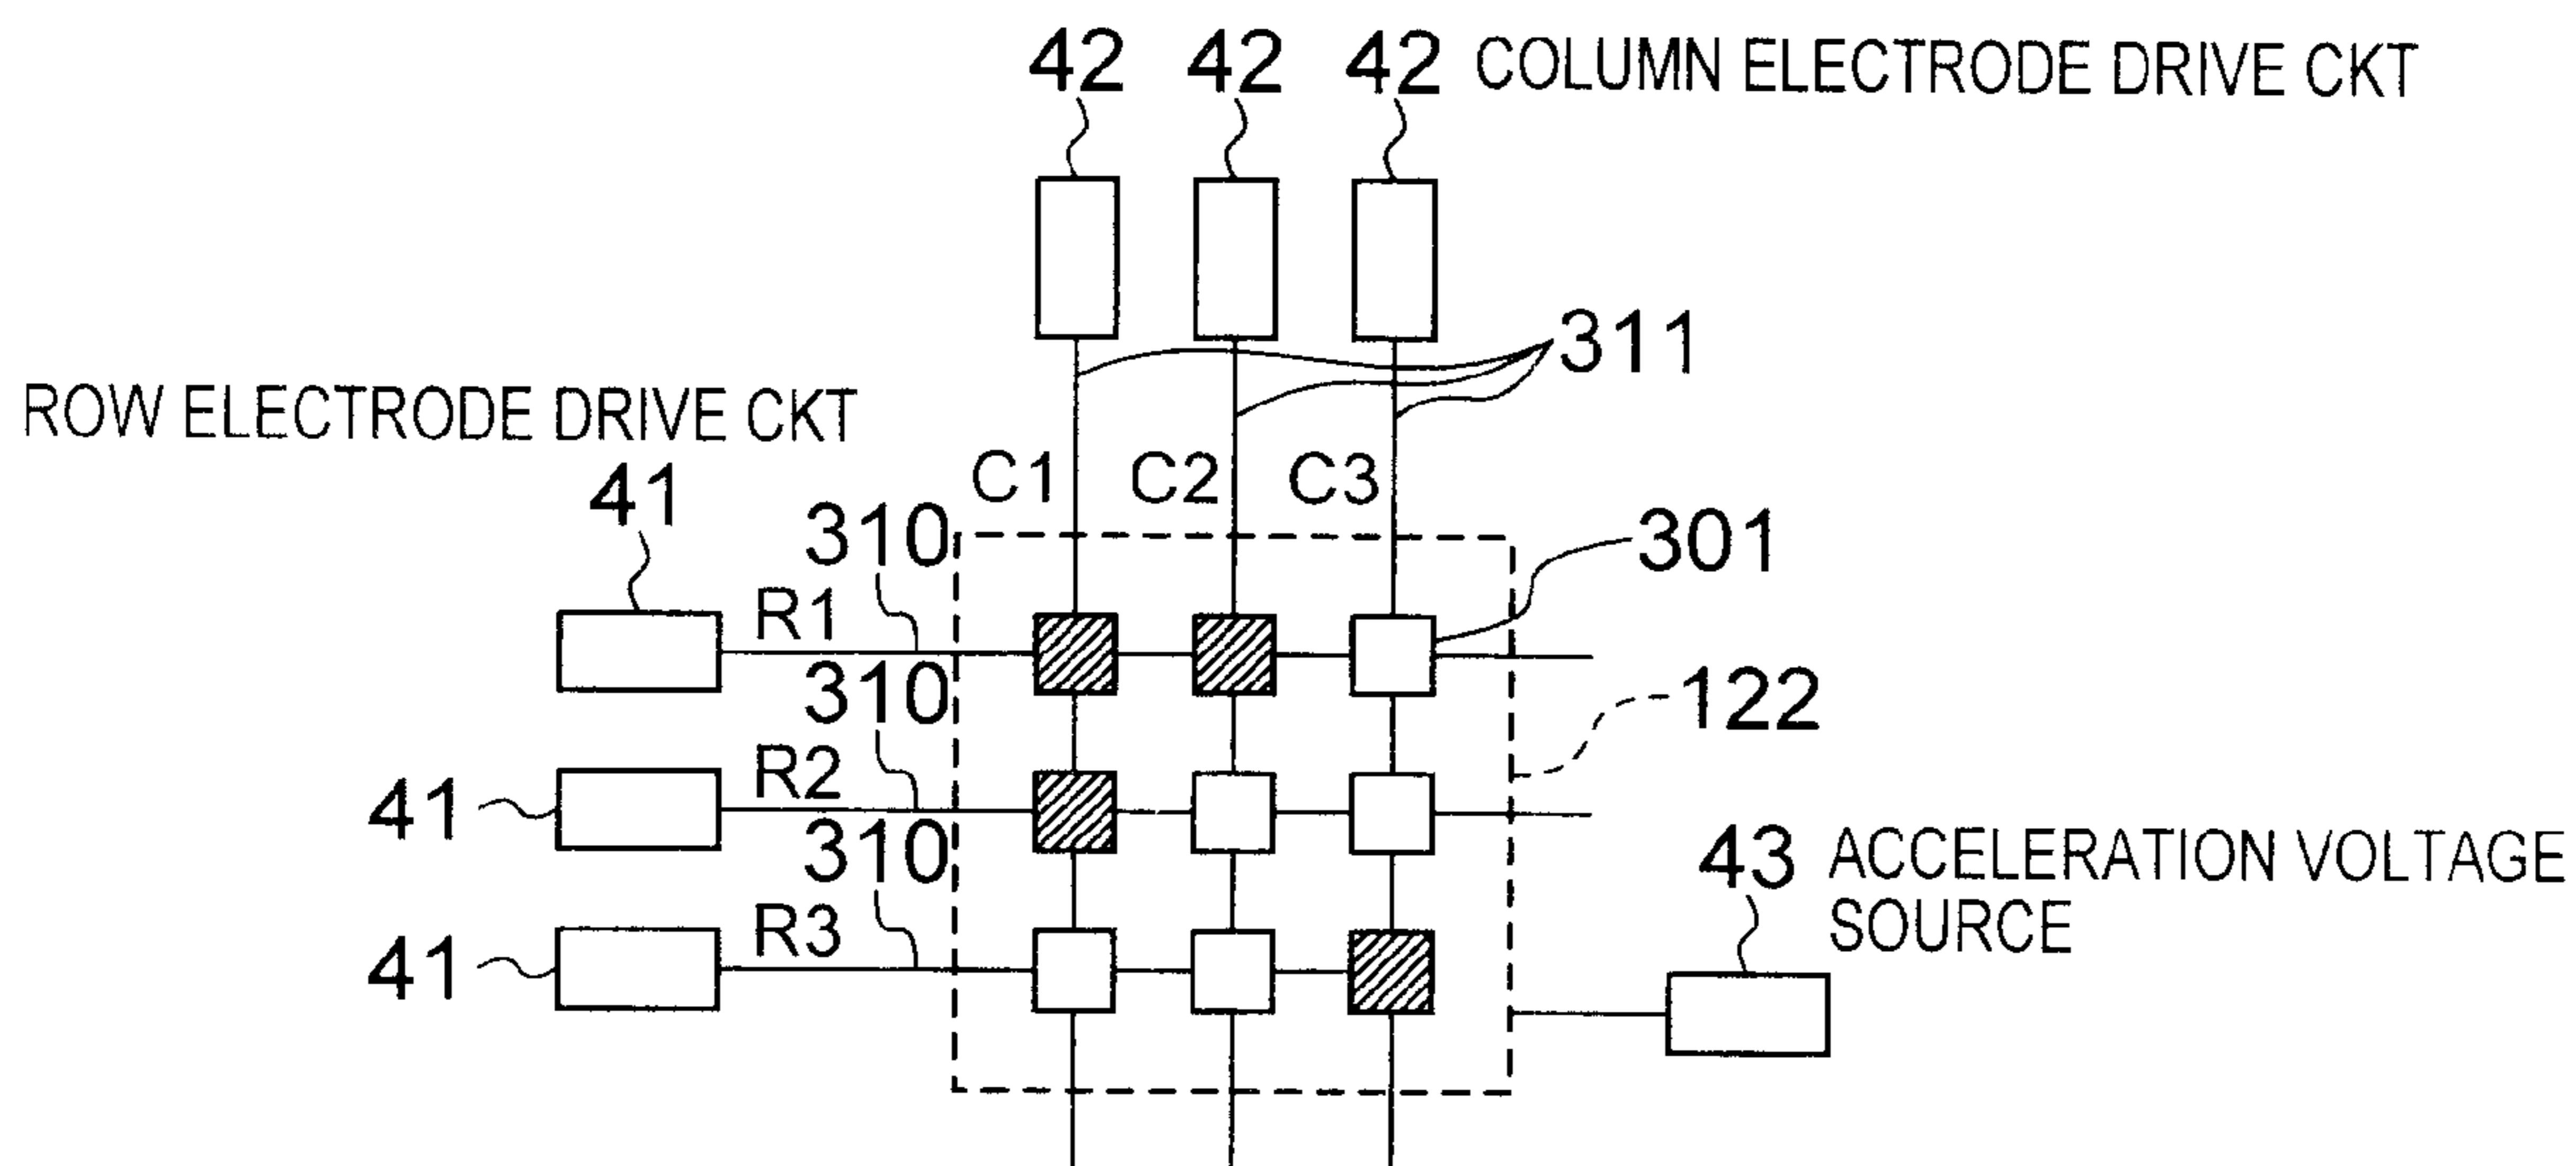 42 42 42 COLUMN ELECTRODE DRIVE CKT
311
ROW ELECTRODE DRIVE CKT
C1 C2 C3
41 310 301
R1
310 122
R2
41 310
43 ACCELERATION VOLTAGE
SOURCE
R3
41